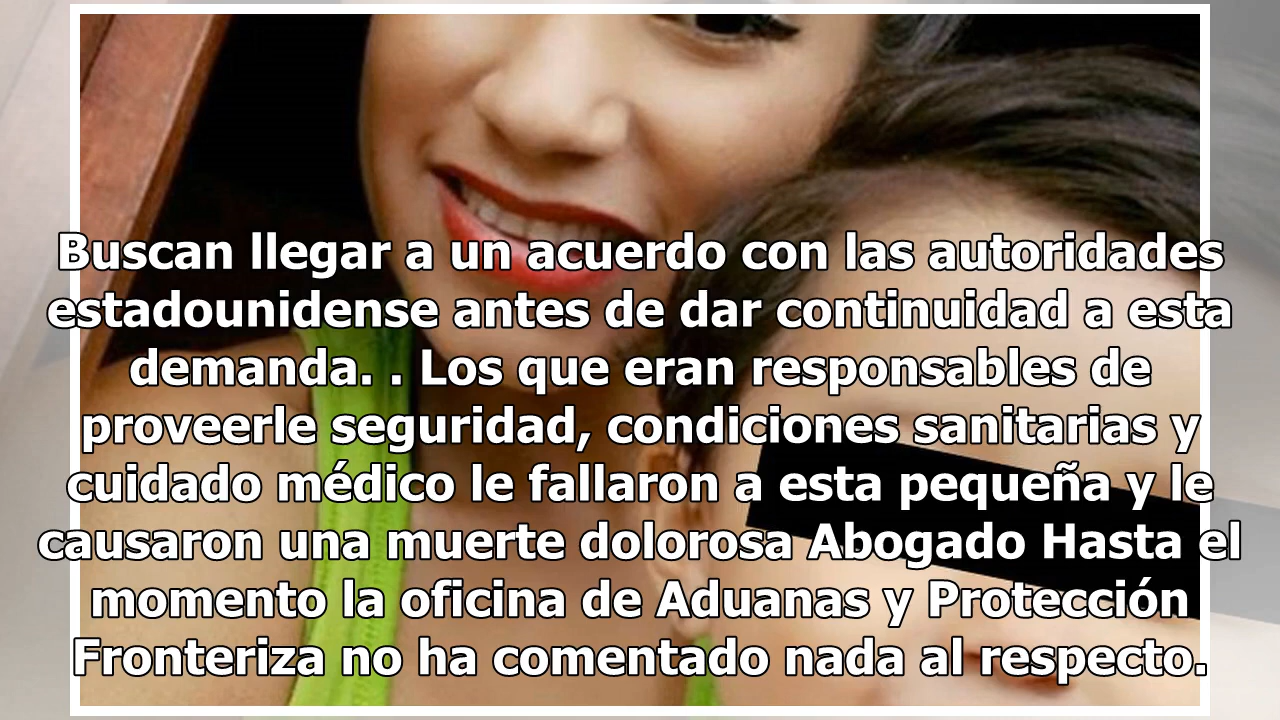 Buscan llegar a un acuerdo con las autoridades
estadounidense antes de dar continuidad a esta
demanda. . Los que eran responsables de
proveerle seguridad, condiciones sanitarias y
cuidado médico le fallaron a esta pequeña y le
causaron una muerte dolorosa Abogado Hasta el
momento la oficina de Aduanas y Protección
Fronteriza no ha comentado nada al respecto.